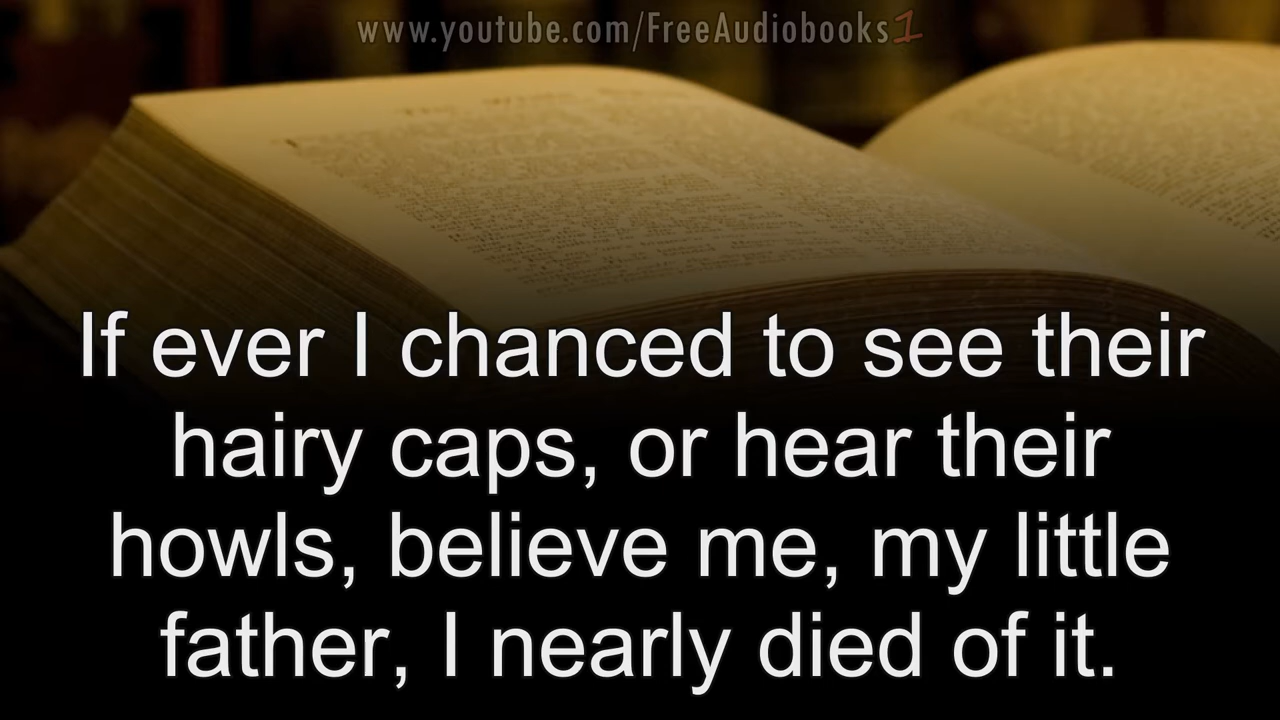 www.youtube.com/FreeAudiobooks1
If ever I chanced to see their
hairy caps, or hear their
howls, believe me, my little
father, I nearly died of it.